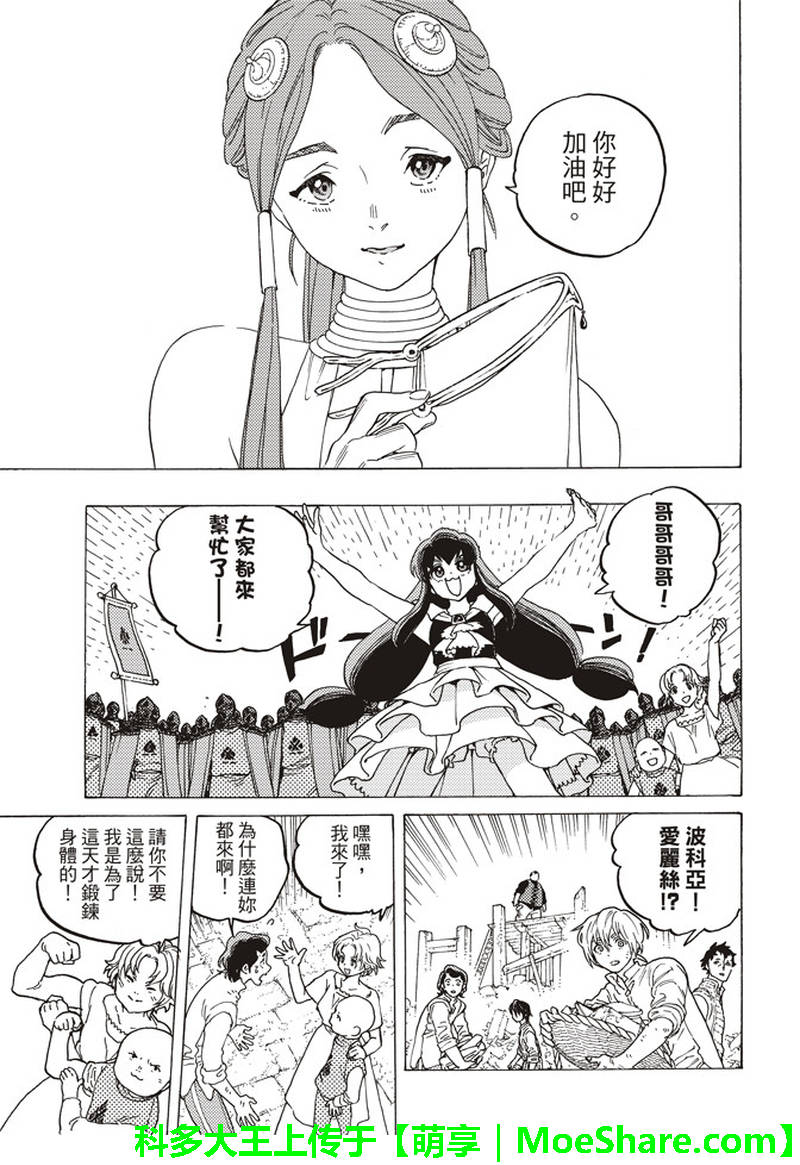 你好好
加油吧。
哥哥哥哥！
大家都來
幫忙了——！
ドーーン！
波科亞！
愛麗絲!?
嘿嘿，
我來了！
為什麼連妳
都來啊！
請你不要
這麼說！
我是為了
這天才鍛鍊
身體的！
科多大王上传于【萌享】| MoeShare.com】